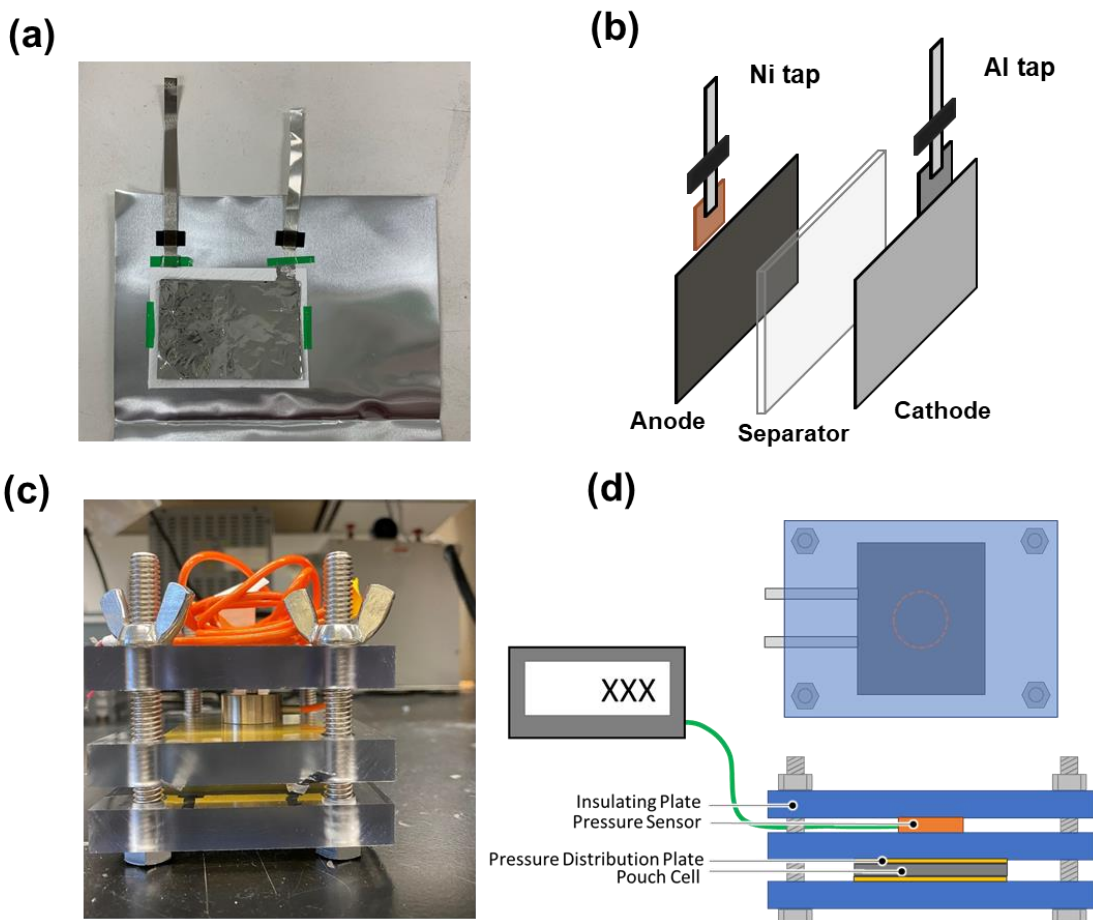 (a)
(b)
Ni tap
Al tap
Anode
Separator
Cathode
(c)
(d)
XXX
Insulating Plate
Pressure Sensor
Pressure Distribution Plate
Pouch Cell